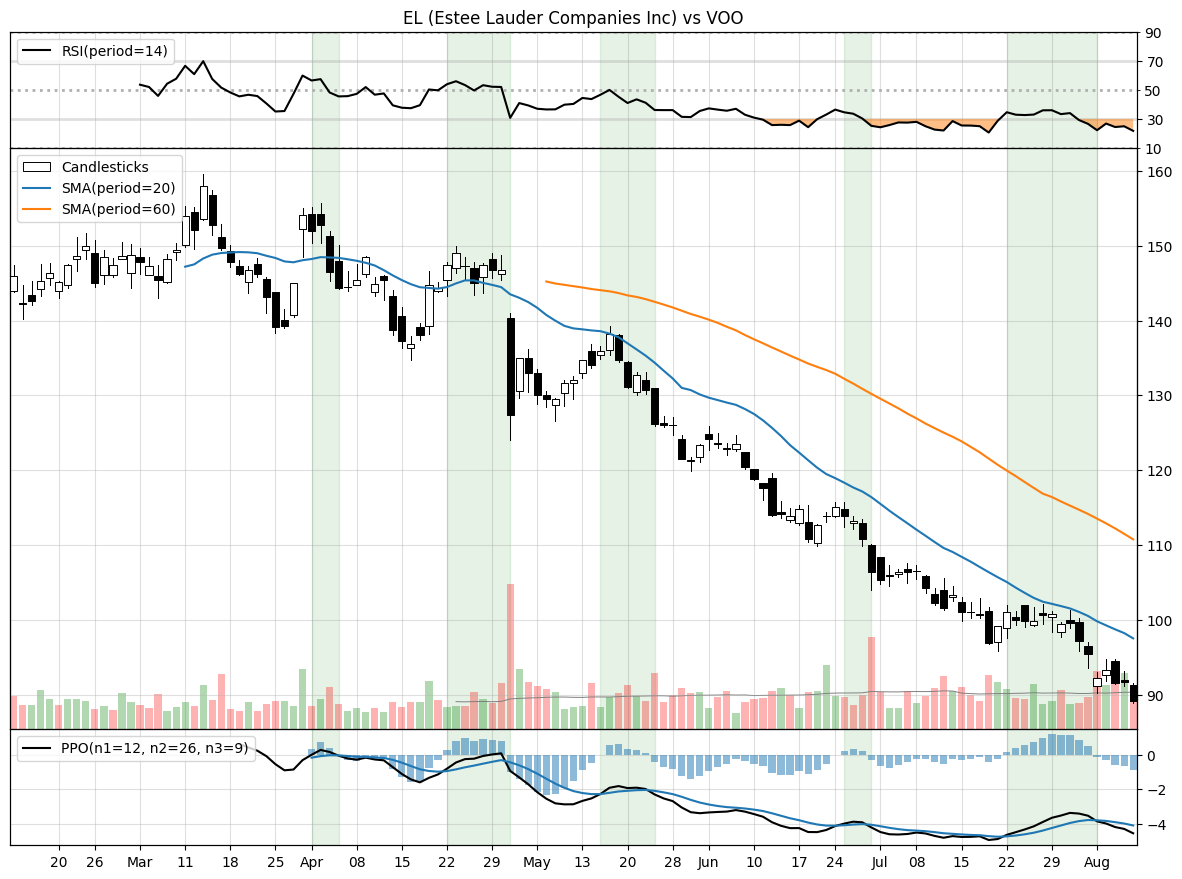 EL (Estee Lauder Companies Inc) vs VOO
RSI(period=14)
90
70
50
30
10
Candlesticks
SMA(period=20)
SMA(period=60)
160
150
140
130
120
110
100
90
PPO(n1=12, n2=26, n3=9)
0
−2
−4
20 26 Mar 11 18 25 Apr 08 15 22 29 May 13 20 28 Jun 10 17 24 Jul 08 15 22 29 Aug